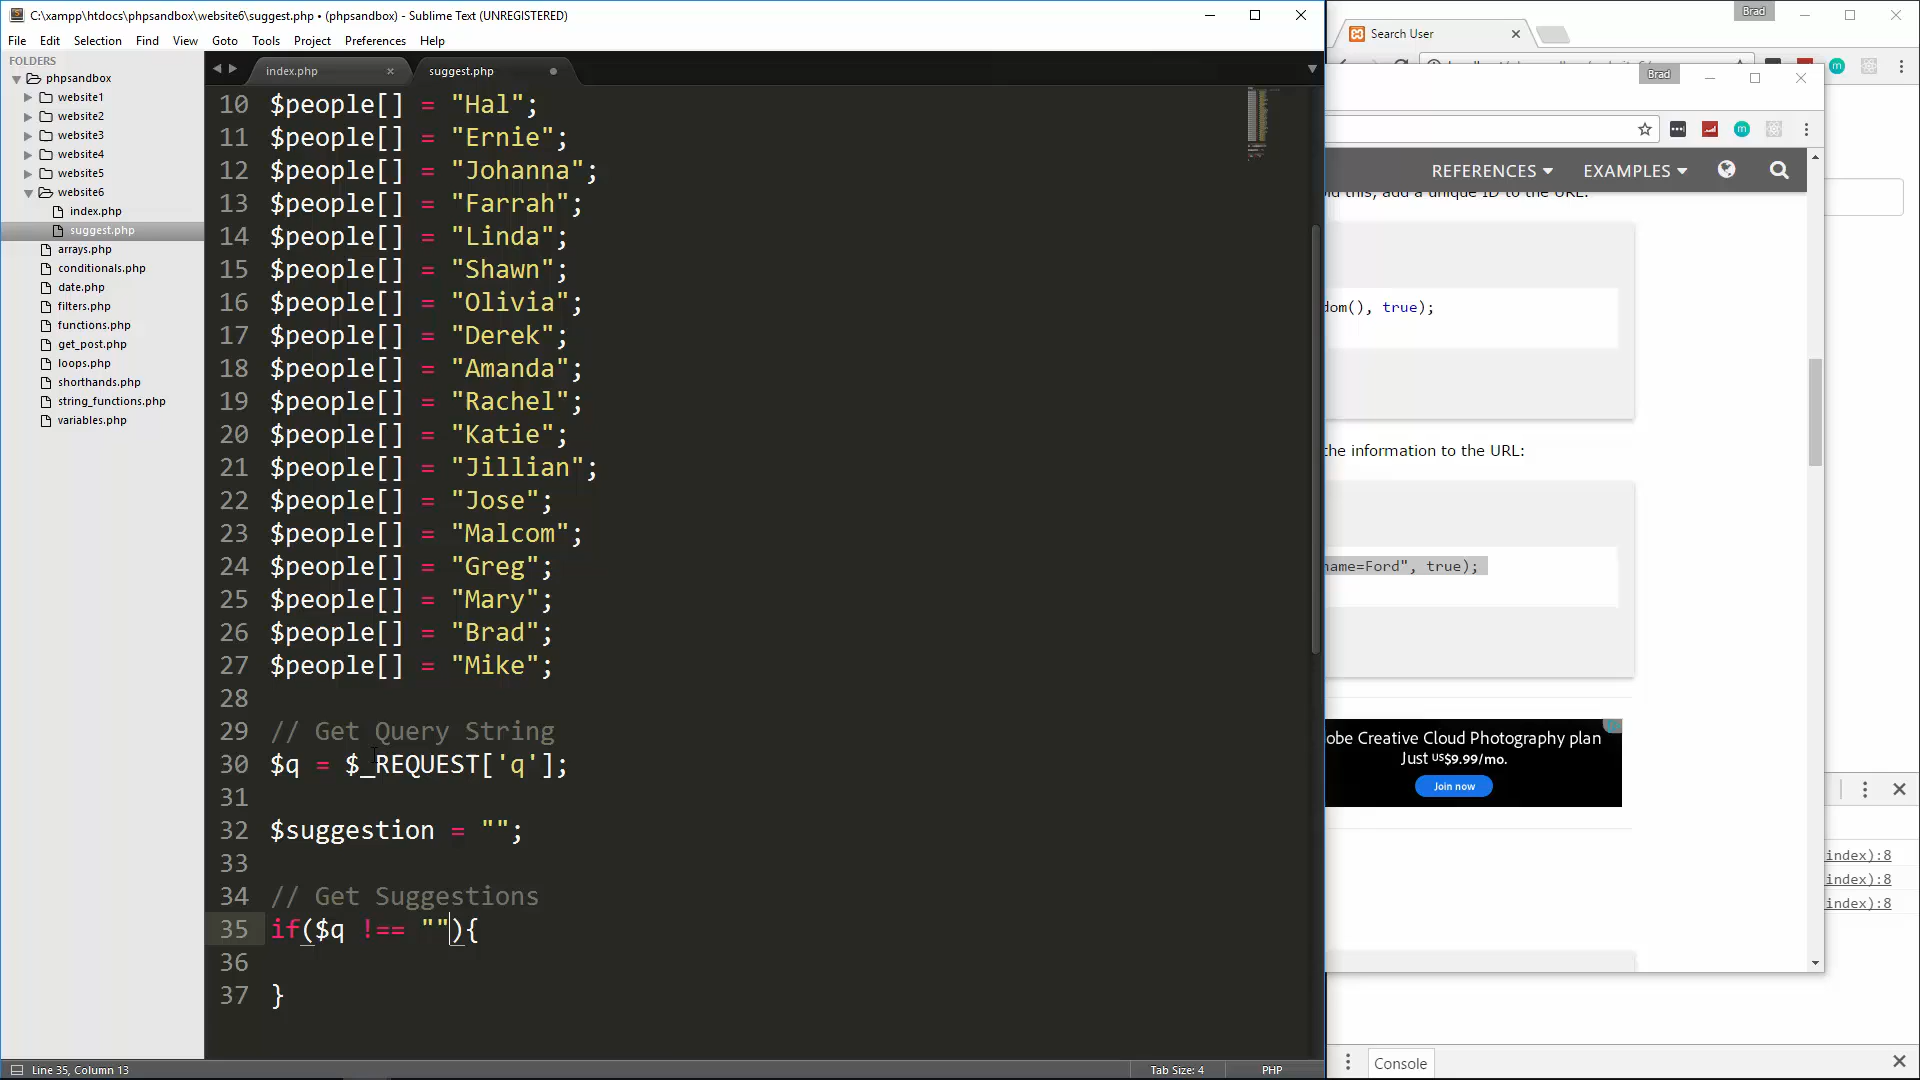 C:\xampp\htdocs\phpsandbox\website6\suggest.php • (phpsandbox) - Sublime Text (UNREGISTERED)
File Edit Selection Find View Goto Tools Project Preferences Help
FOLDERS
phpsandbox
website1
website2
website3
website4
website5
website6
index.php
suggest.php
arrays.php
conditionals.php
date.php
filters.php
functions.php
get_post.php
loops.php
shorthands.php
string_functions.php
variables.php
index.php
suggest.php
10 $people[] = "Hal";
11 $people[] = "Ernie";
12 $people[] = "Johanna";
13 $people[] = "Farrah";
14 $people[] = "Linda";
15 $people[] = "Shawn";
16 $people[] = "Olivia";
17 $people[] = "Derek";
18 $people[] = "Amanda";
19 $people[] = "Rachel";
20 $people[] = "Katie";
21 $people[] = "Jillian";
22 $people[] = "Jose";
23 $people[] = "Malcom";
24 $people[] = "Greg";
25 $people[] = "Mary";
26 $people[] = "Brad";
27 $people[] = "Mike";
28
29 // Get Query String
30 $q = $_REQUEST['q'];
31
32 $suggestion = "";
33
34 // Get Suggestions
35 if($q !== ""){
36
37 }
Line 35, Column 13
Tab Size: 4
PHP
Brad
Search User
Brad
REFERENCES EXAMPLES
this, add a unique ID to the URL:
dom(), true);
the information to the URL:
name=Ford", true);
obe Creative Cloud Photography plan
Just US$9.99/mo.
Join now
index):8
index):8
index):8
Console